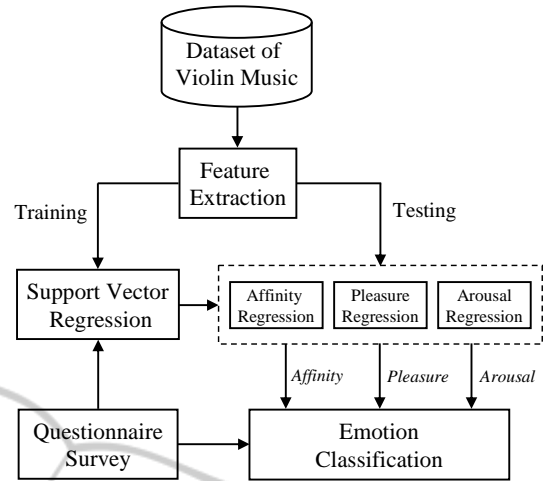 Dataset of
Violin Music
Feature
Extraction
Training
Testing
Support Vector
Regression
Affinity
Regression
Pleasure
Regression
Arousal
Regression
Affinity
Pleasure
Arousal
Questionnaire
Survey
Emotion
Classification